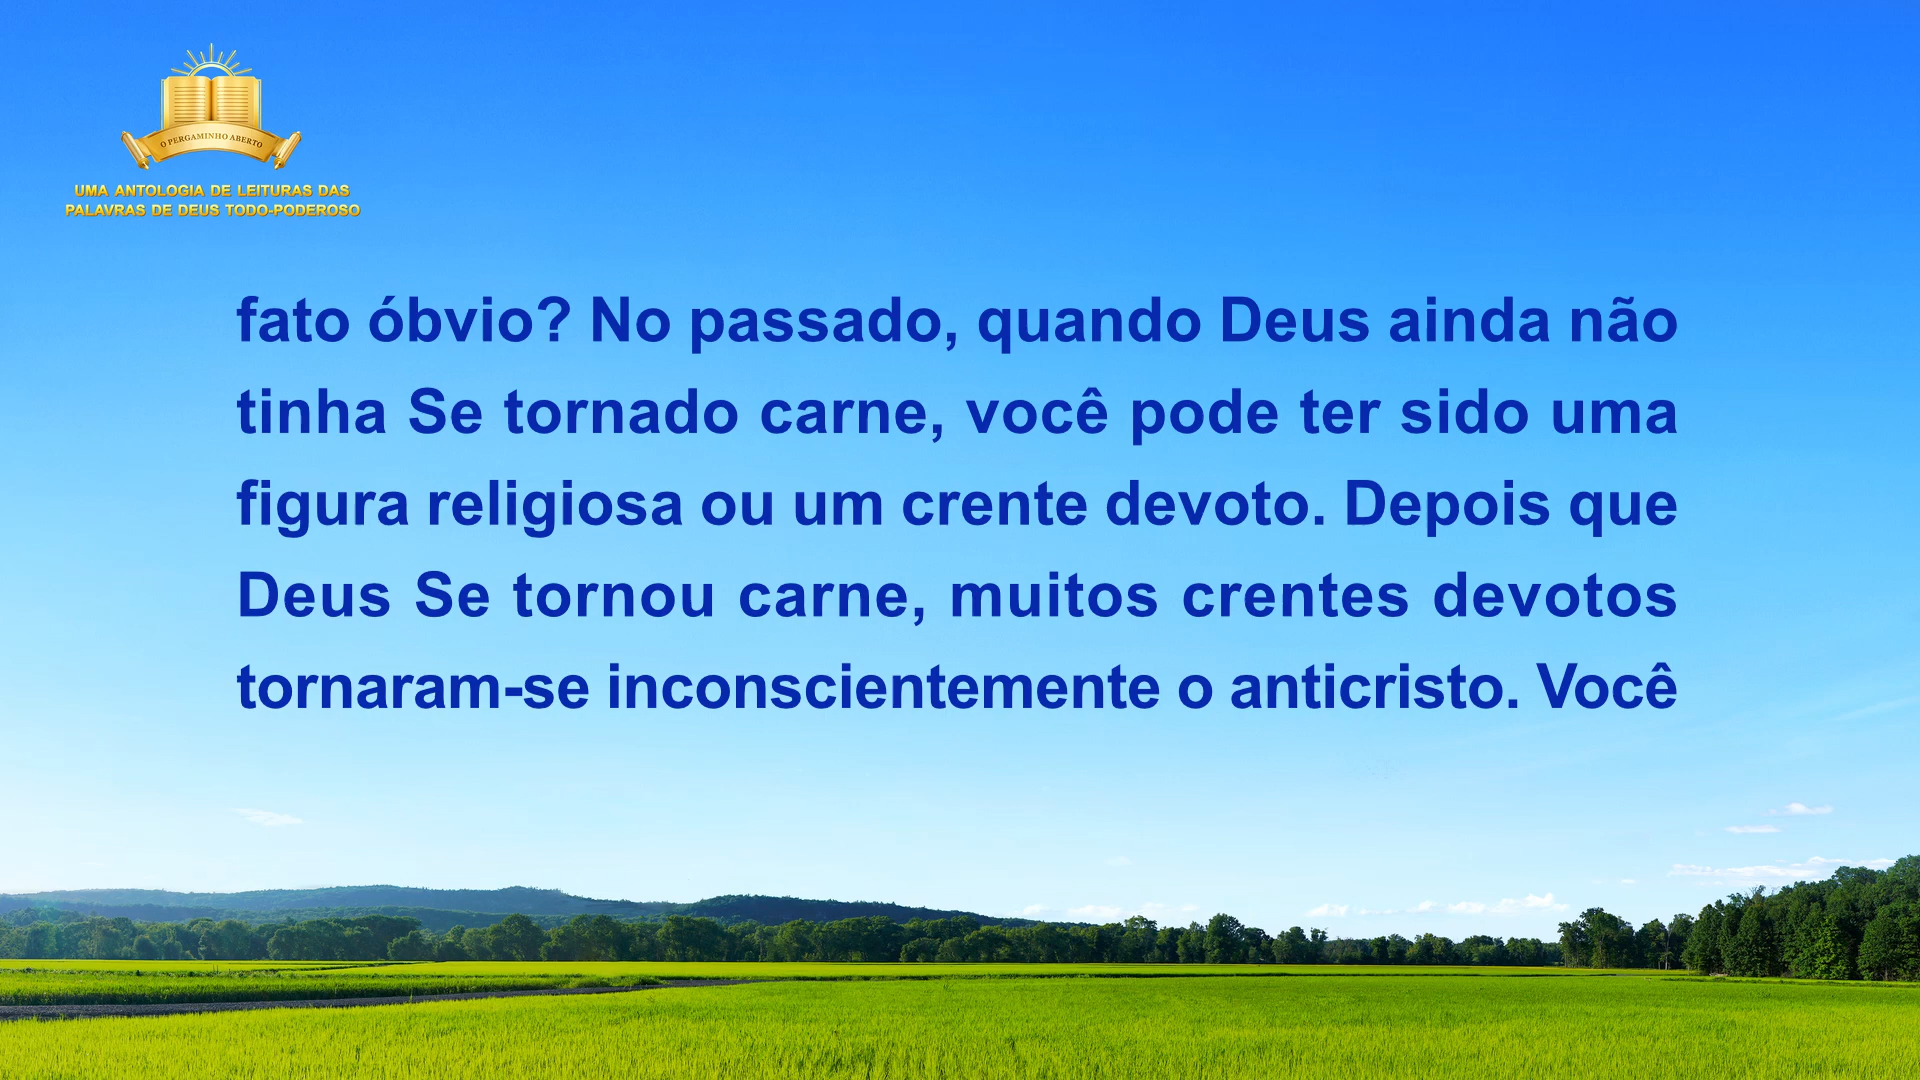 O PERGAMINHO ABERTO
UMA ANTOLOGIA DE LEITURAS DAS
PALAVRAS DE DEUS TODO-PODEROSO
fato óbvio? No passado, quando Deus ainda não
tinha Se tornado carne, você pode ter sido uma
figura religiosa ou um crente devoto. Depois que
Deus Se tornou carne, muitos crentes devotos
tornaram-se inconscientemente o anticristo. Você